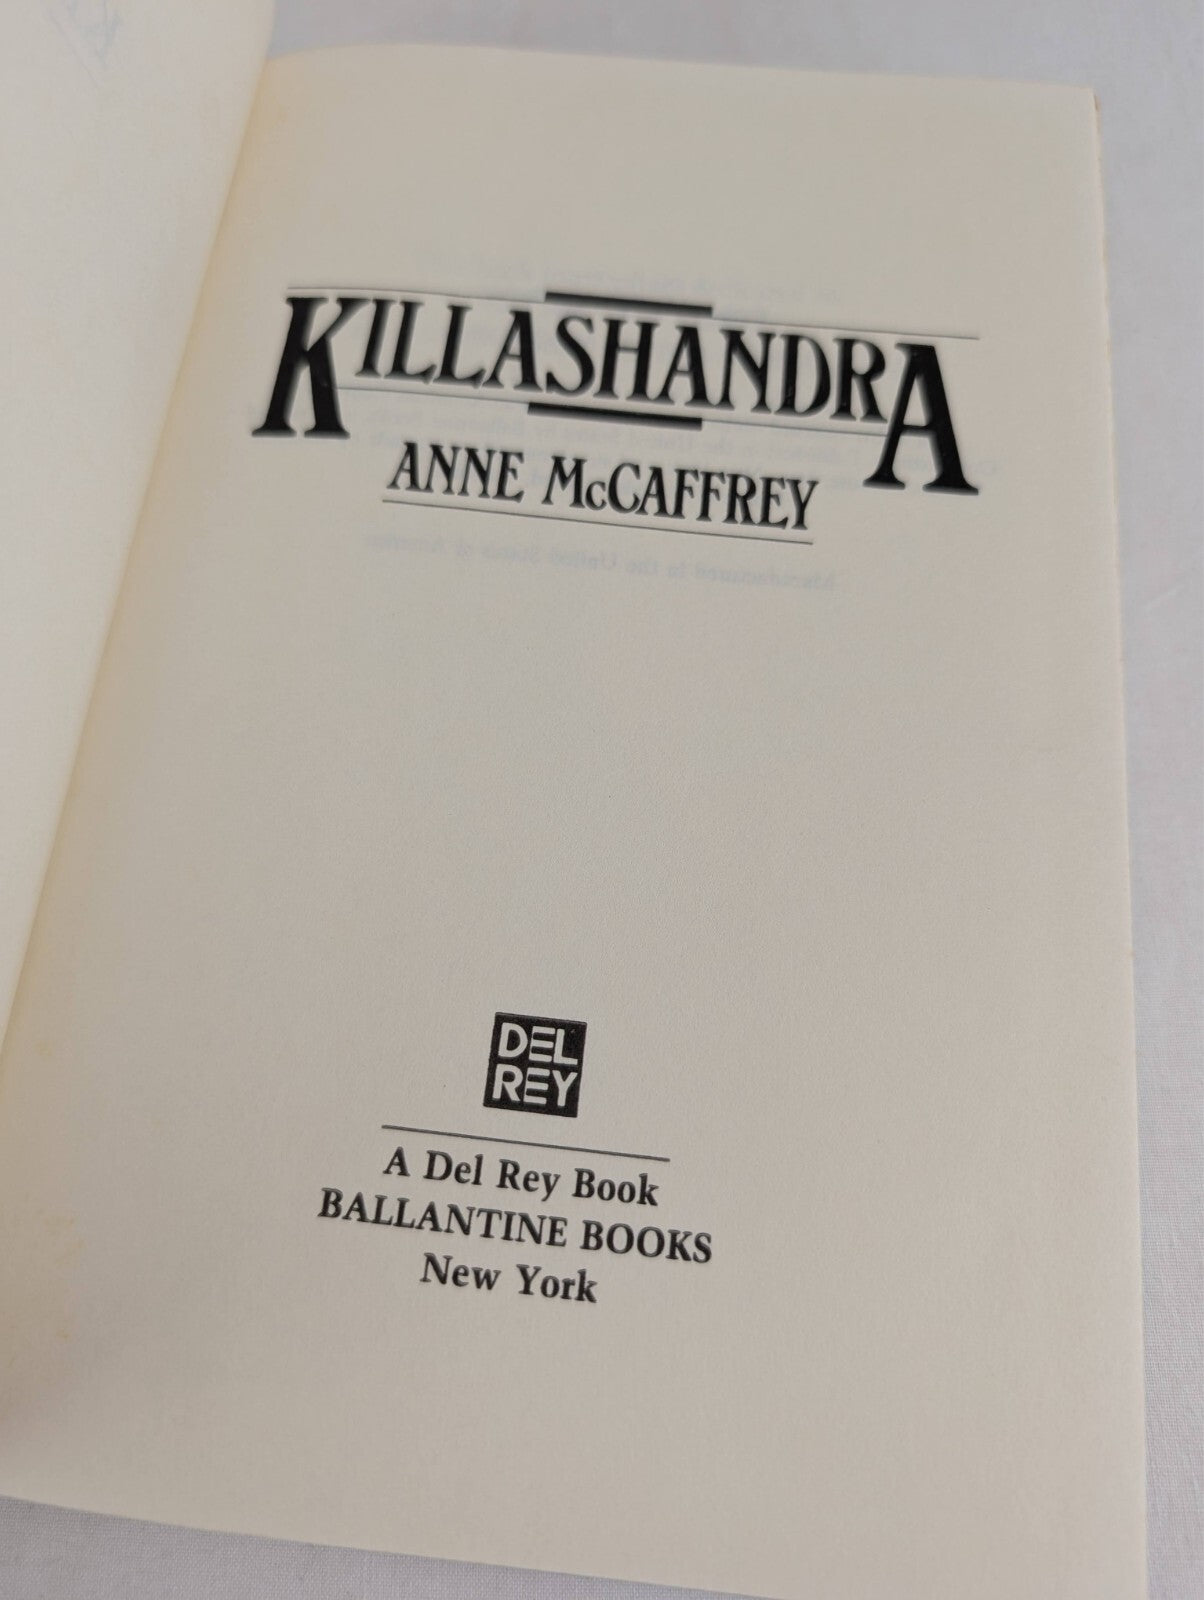 KILLASHANDRA
ANNE McCAFFREY
DEL
REY
A Del Rey Book
BALLANTINE BOOKS
New York